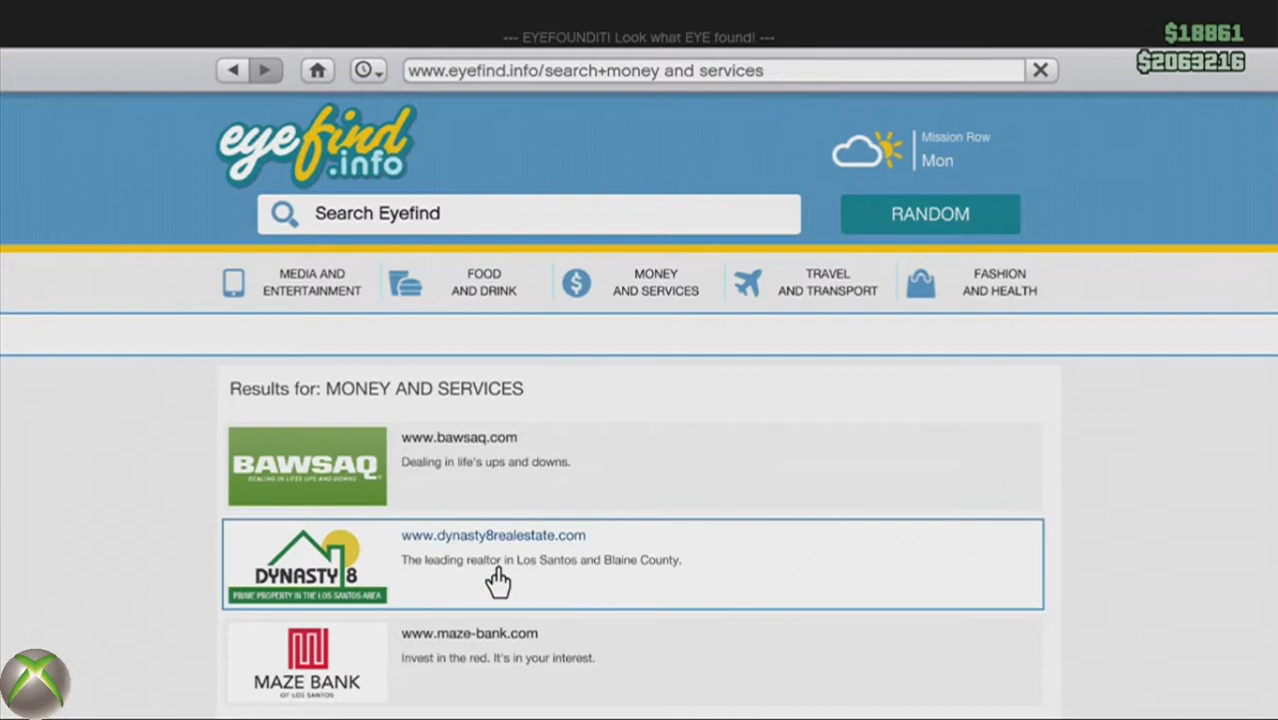 --- EYEFOUNDIT! Look what EYE found! ---
$18861
$2063216
www.eyefind.info/search+money and services
eyefind
.info
Mission Row
Mon
Search Eyefind
RANDOM
MEDIA AND
ENTERTAINMENT
FOOD
AND DRINK
MONEY
AND SERVICES
TRAVEL
AND TRANSPORT
FASHION
AND HEALTH
Results for: MONEY AND SERVICES
BAWSAQ
DEALING IN LIFES UPS AND DOWNS
www.bawsaq.com
Dealing in life's ups and downs.
DYNASTY 8
PRIME PROPERTY IN THE LOS SANTOS AREA
www.dynasty8realestate.com
The leading realtor in Los Santos and Blaine County.
MAZE BANK
OF LOS SANTOS
www.maze-bank.com
Invest in the red. It's in your interest.